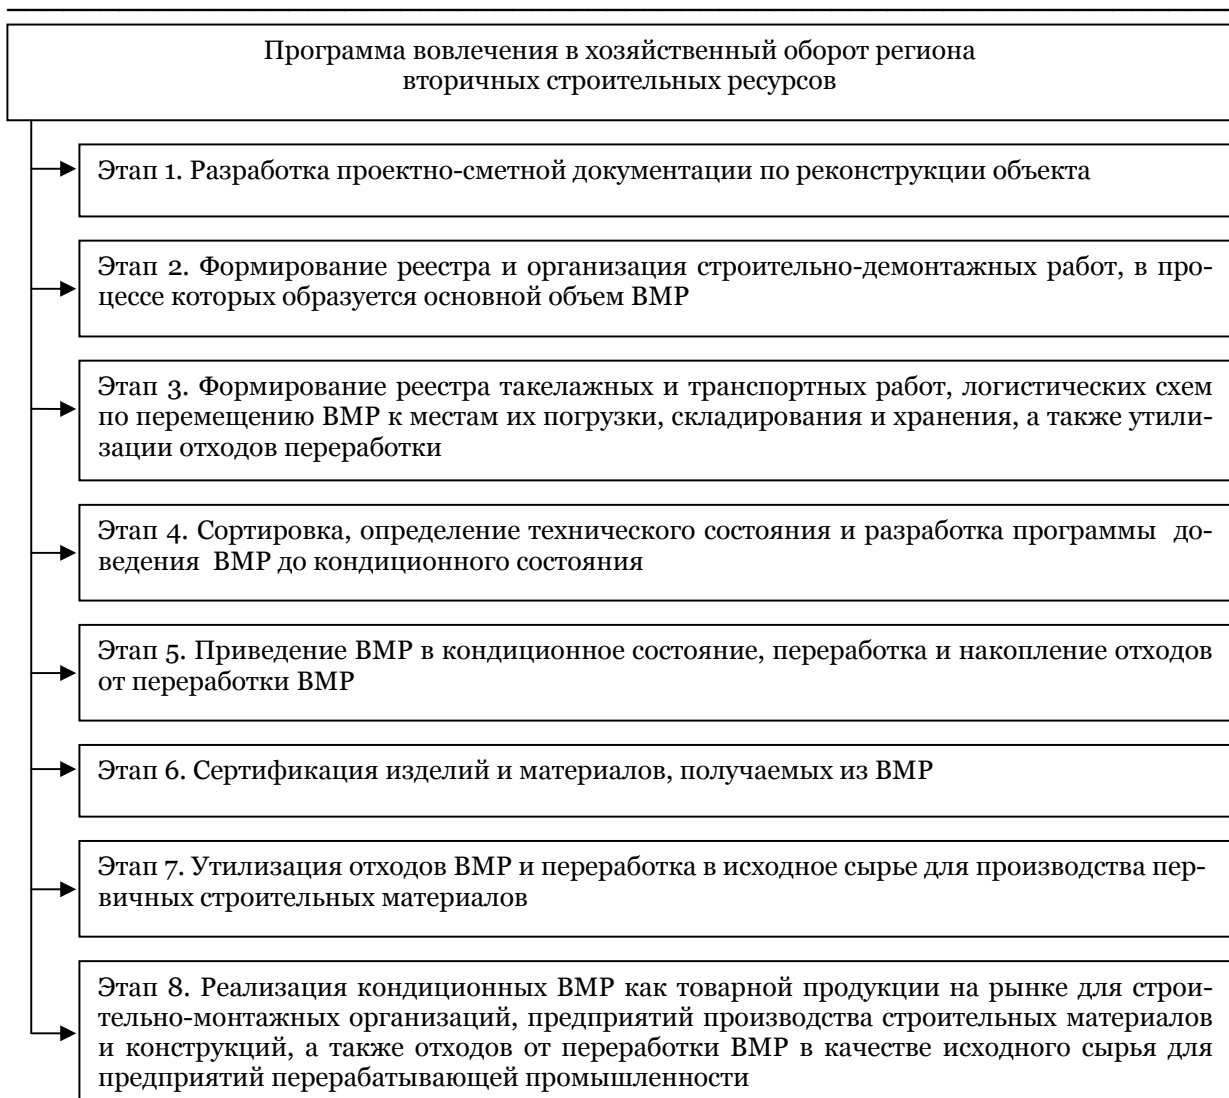 Программа вовлечения в хозяйственный оборот региона
вторичных строительных ресурсов
Этап 1. Разработка проектно-сметной документации по реконструкции объекта
Этап 2. Формирование реестра и организация строительно-демонтажных работ, в про-
цессе которых образуется основной объем ВМР
Этап 3. Формирование реестра такелажных и транспортных работ, логистических схем
по перемещению ВМР к местам их погрузки, складирования и хранения, а также утили-
зации отходов переработки
Этап 4. Сортировка, определение технического состояния и разработка программы до-
ведения ВМР до кондиционного состояния
Этап 5. Приведение ВМР в кондиционное состояние, переработка и накопление отходов
от переработки ВМР
Этап 6. Сертификация изделий и материалов, получаемых из ВМР
Этап 7. Утилизация отходов ВМР и переработка в исходное сырье для производства пер-
вичных строительных материалов
Этап 8. Реализация кондиционных ВМР как товарной продукции на рынке для строи-
тельно-монтажных организаций, предприятий производства строительных материалов
и конструкций, а также отходов от переработки ВМР в качестве исходного сырья для
предприятий перерабатывающей промышленности